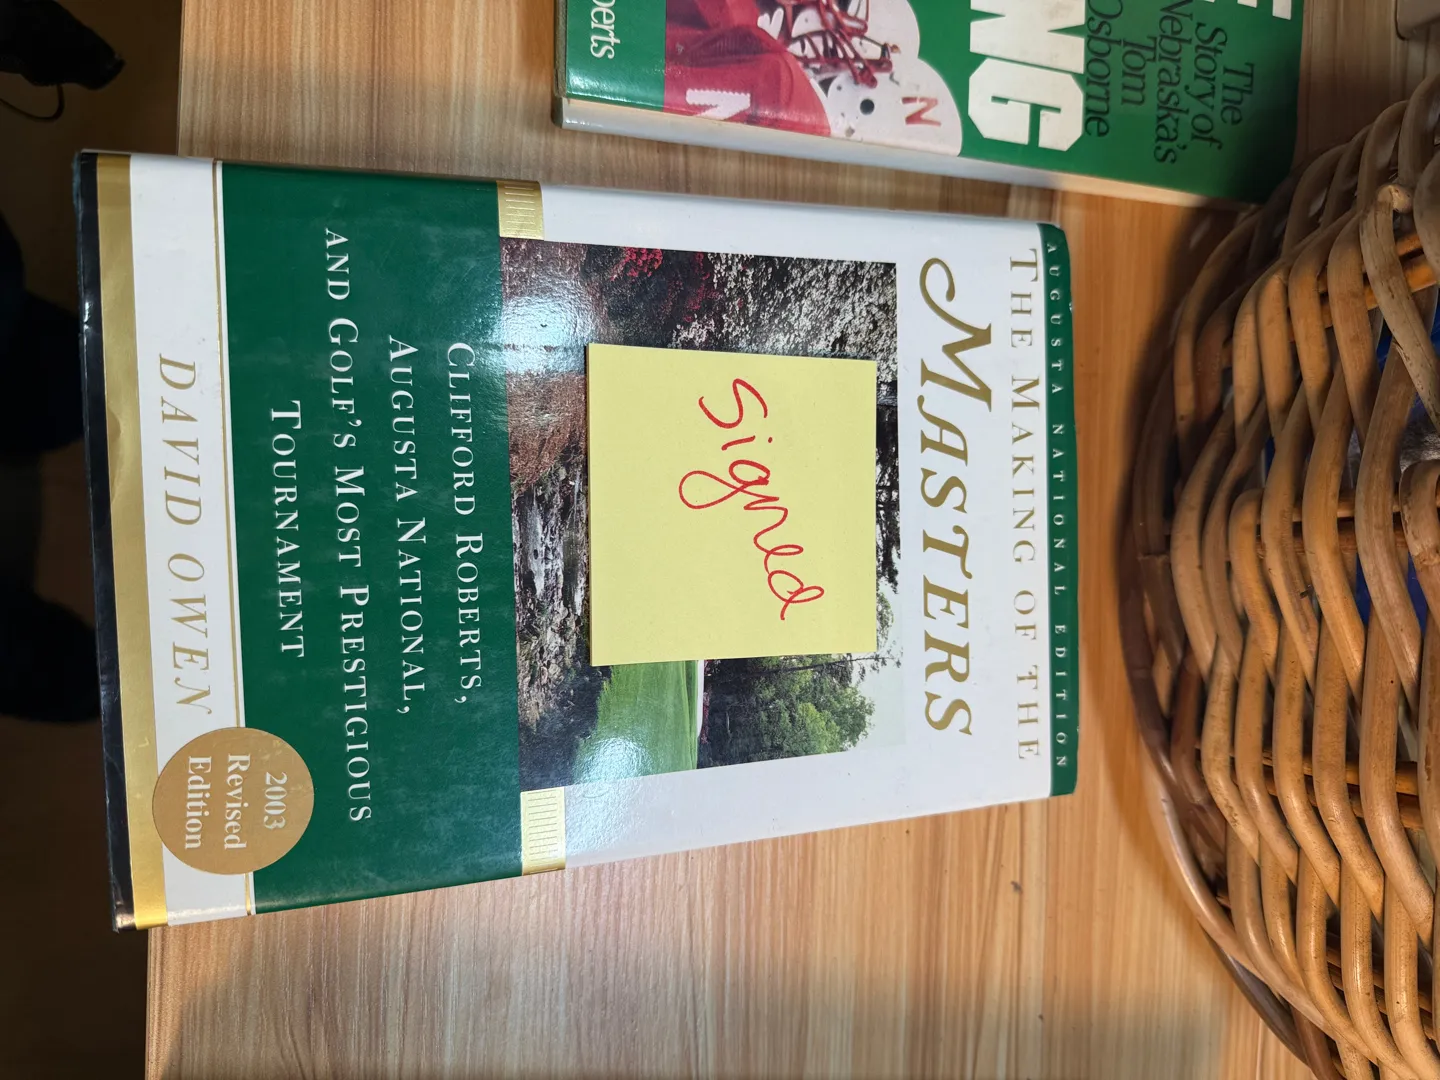 AUGUSTA NATIONAL EDITION
THE MAKING OF THE
MASTERS
Signed
CLIFFORD ROBERTS,
AUGUSTA NATIONAL,
AND GOLF'S MOST PRESTIGIOUS
TOURNAMENT
DAVID OWEN
2003
Revised
Edition
The
Story of
Nebraska's
Tom
Osborne
N
N